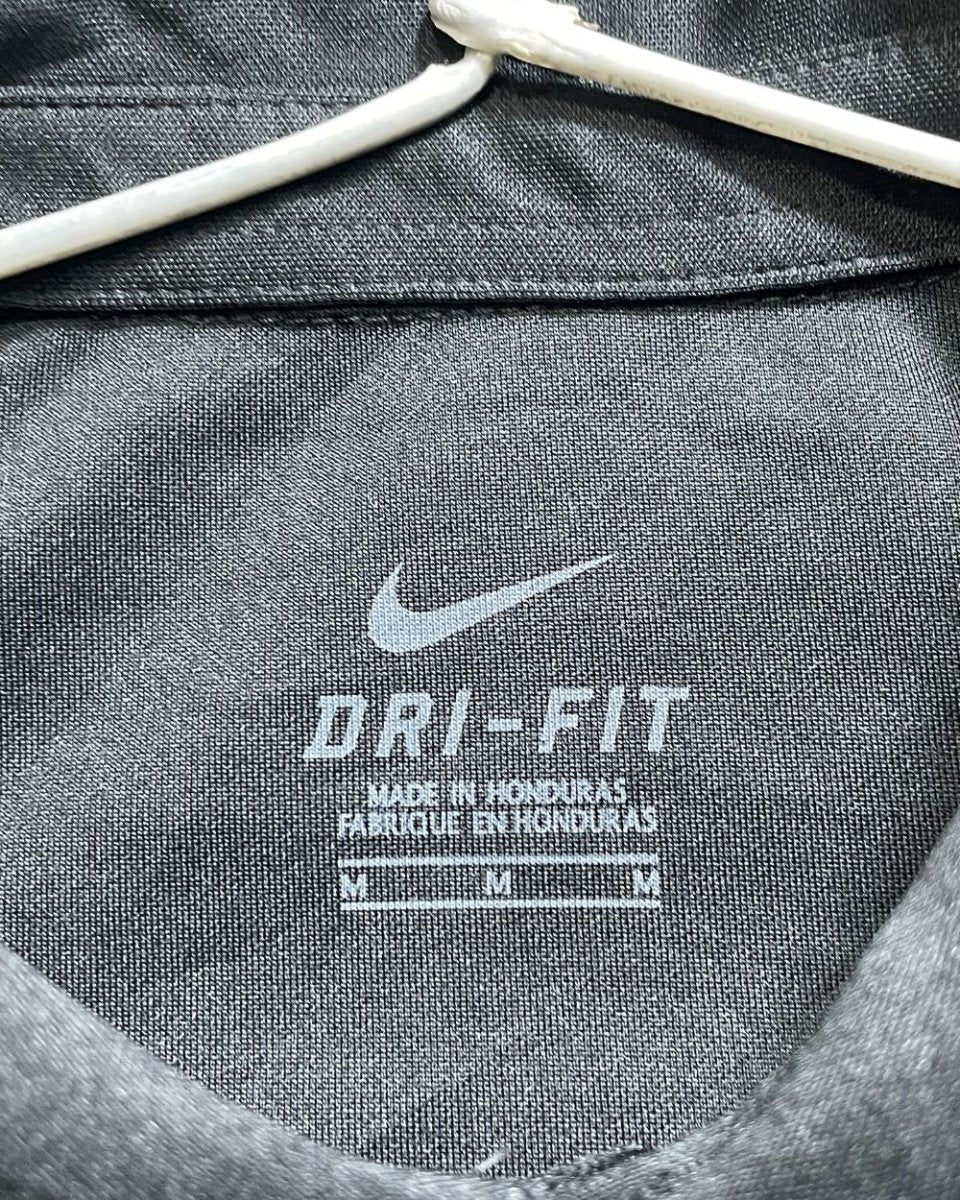 DRI-FIT
MADE IN HONDURAS
FABRIQUE EN HONDURAS
M M M